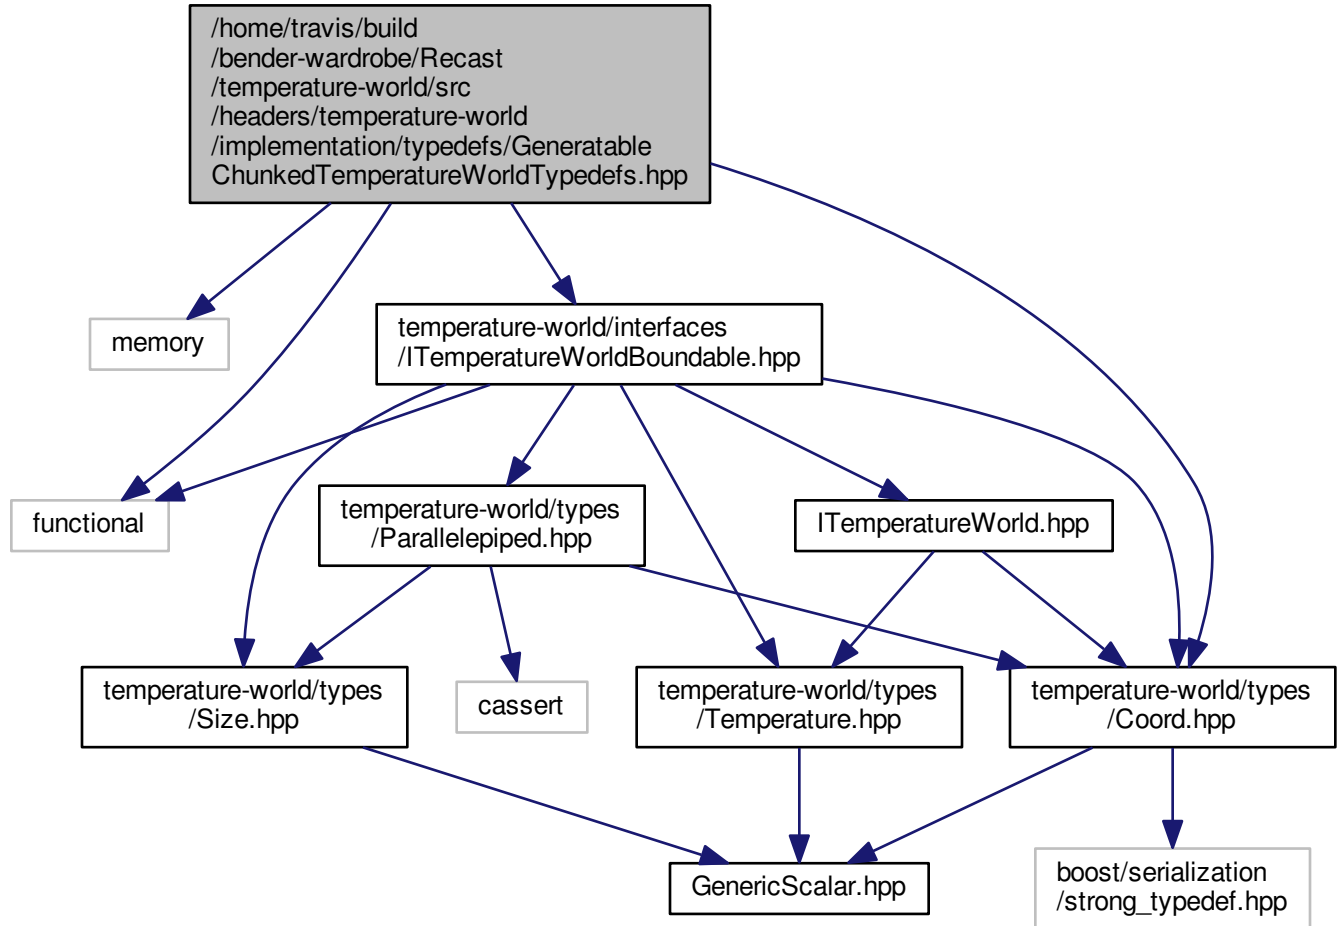 /home/travis/build
/bender-wardrobe/Recast
/temperature-world/src
/headers/temperature-world
/implementation/typedefs/Generatable
ChunkedTemperatureWorldTypedefs.hpp
memory
temperature-world/interfaces
/ITemperatureWorldBoundable.hpp
functional
temperature-world/types
/Parallelepiped.hpp
ITemperatureWorld.hpp
temperature-world/types
/Size.hpp
cassert
temperature-world/types
/Temperature.hpp
temperature-world/types
/Coord.hpp
GenericScalar.hpp
boost/serialization
/strong_typedef.hpp